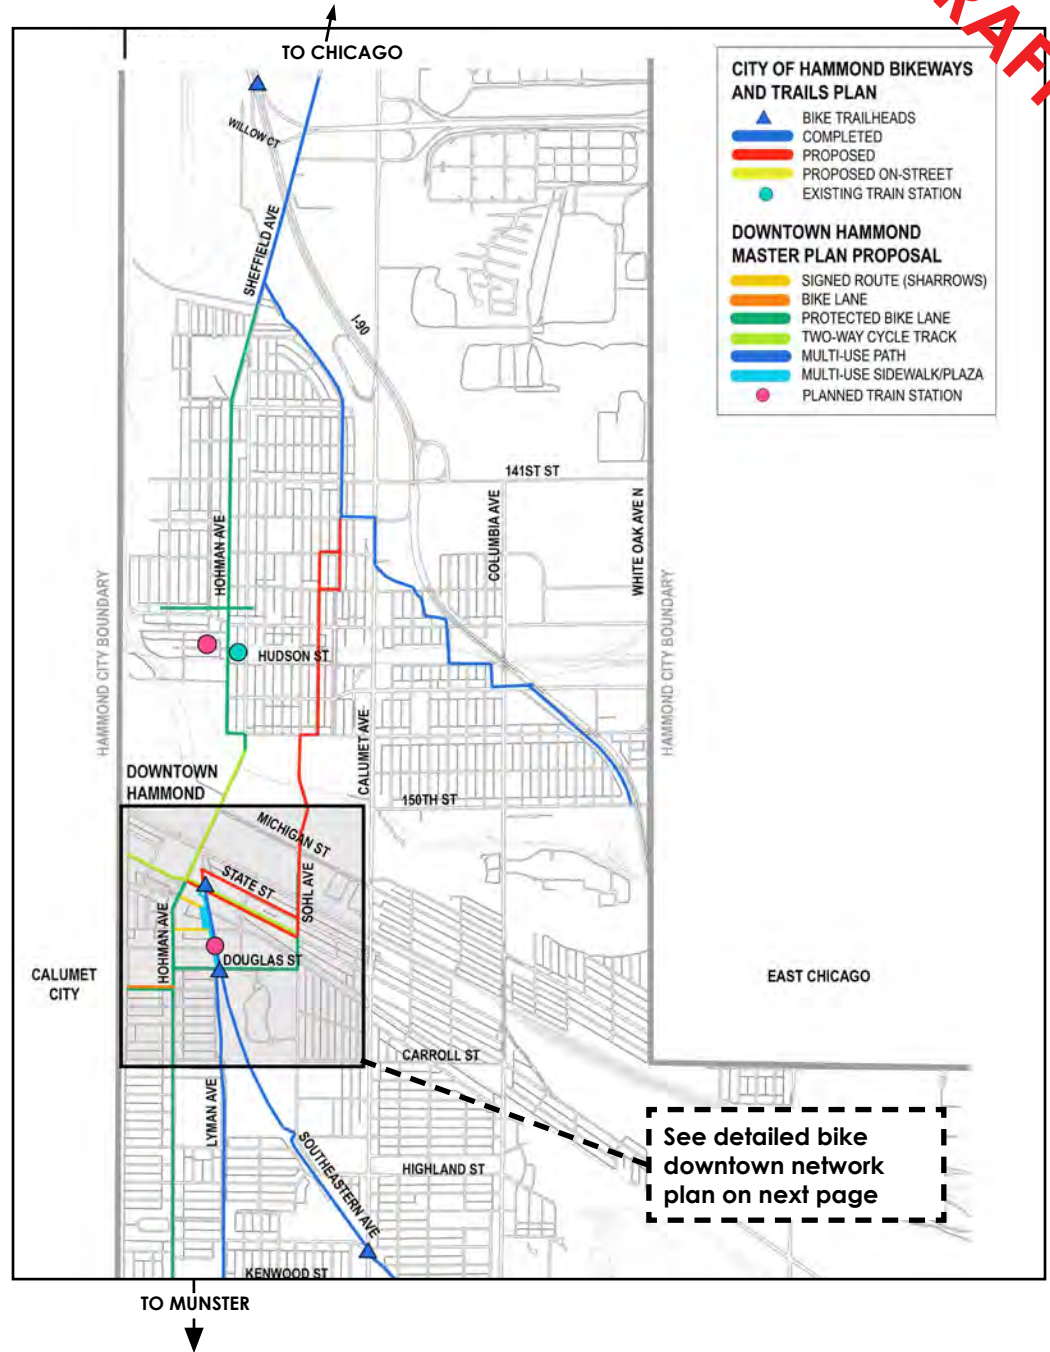 DRAFT
TO CHICAGO
CITY OF HAMMOND BIKEWAYS
AND TRAILS PLAN
BIKE TRAILHEADS
COMPLETED
PROPOSED
PROPOSED ON-STREET
EXISTING TRAIN STATION
DOWNTOWN HAMMOND
MASTER PLAN PROPOSAL
SIGNED ROUTE (SHARROWS)
BIKE LANE
PROTECTED BIKE LANE
TWO-WAY CYCLE TRACK
MULTI-USE PATH
MULTI-USE SIDEWALK/PLAZA
PLANNED TRAIN STATION
WILLOW CT
SHEFFIELD AVE
I-90
141ST ST
HOHMAN AVE
COLUMBIA AVE
WHITE OAK AVE N
HAMMOND CITY BOUNDARY
HAMMOND CITY BOUNDARY
HUDSON ST
CALUMET AVE
DOWNTOWN
HAMMOND
150TH ST
MICHIGAN ST
STATE ST
SOHL AVE
HOHMAN AVE
DOUGLAS ST
CALUMET
CITY
EAST CHICAGO
CARROLL ST
LYMAN AVE
SOUTHEASTERN AVE
HIGHLAND ST
See detailed bike
downtown network
plan on next page
KENWOOD ST
TO MUNSTER